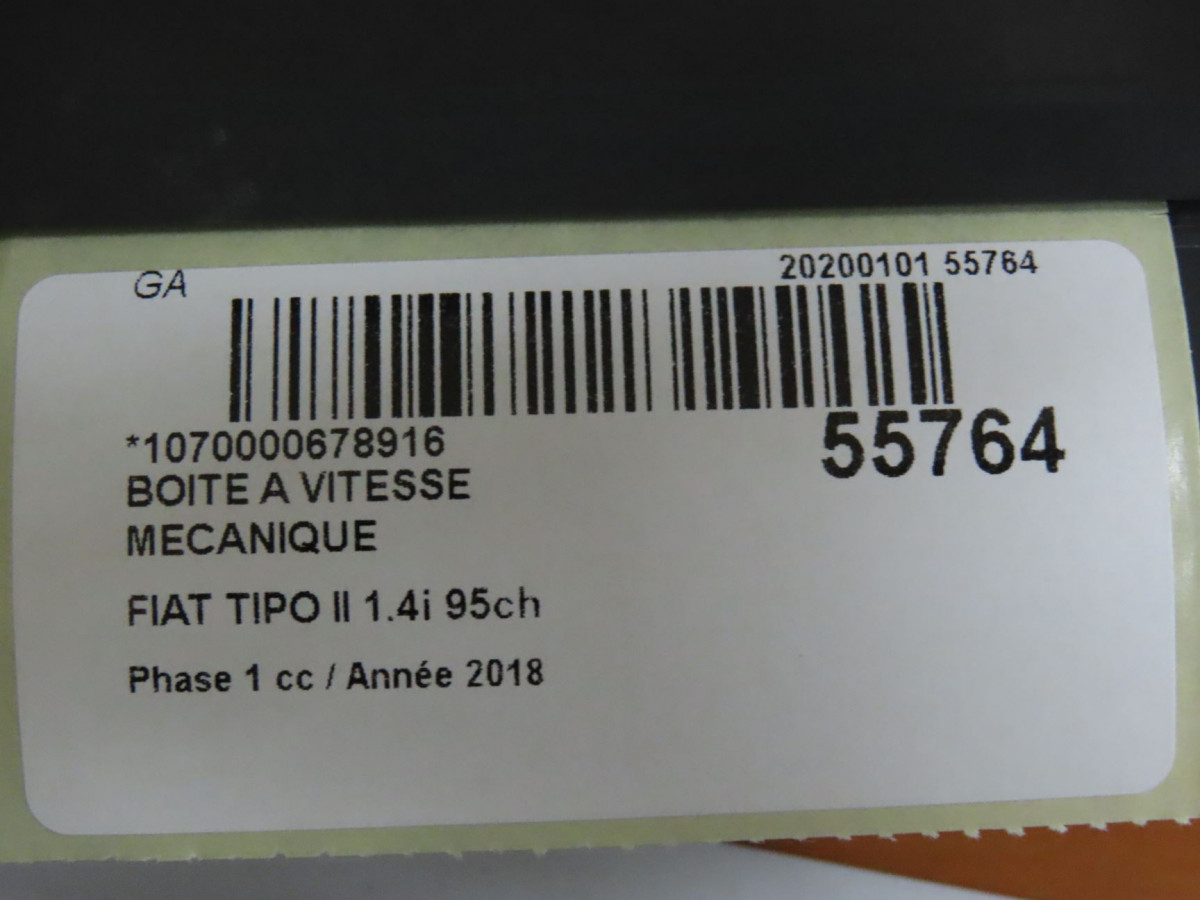 GA
20200101 55764
*1070000678916
55764
BOITE A VITESSE
MECANIQUE
FIAT TIPO II 1.4i 95ch
Phase 1 cc / Année 2018